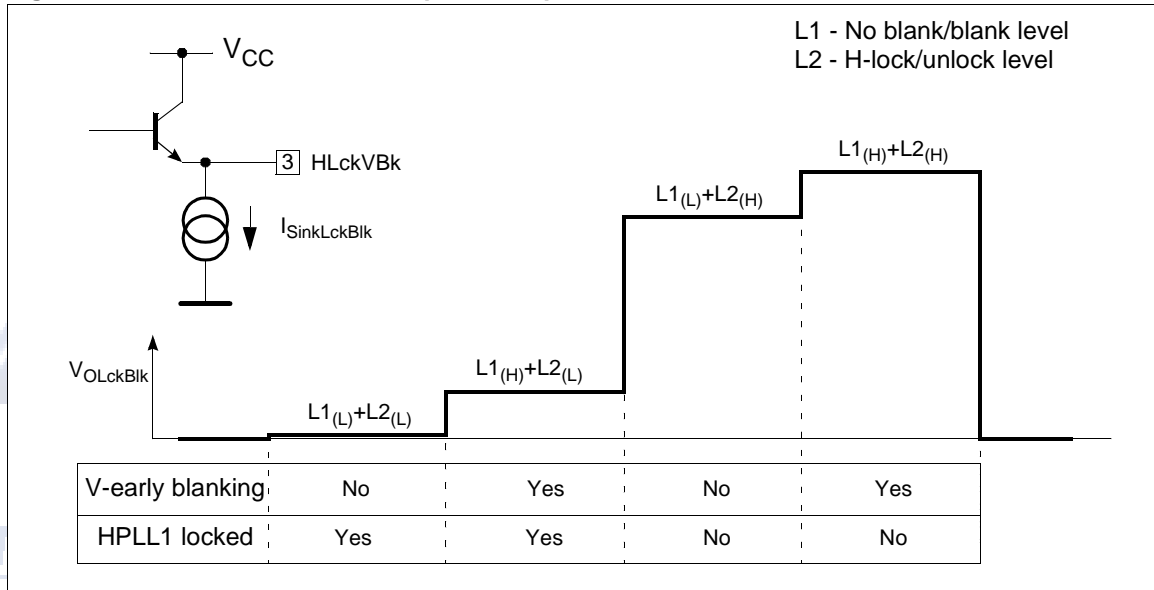 L1 - No blank/blank level
L2 - H-lock/unlock level
VCC
3 HLckVBk
ISinkLckBlk
VOLckBlk
L1(L)+L2(L)
L1(H)+L2(L)
L1(L)+L2(H)
L1(H)+L2(H)
V-early blanking No Yes No Yes
HPLL1 locked Yes Yes No No